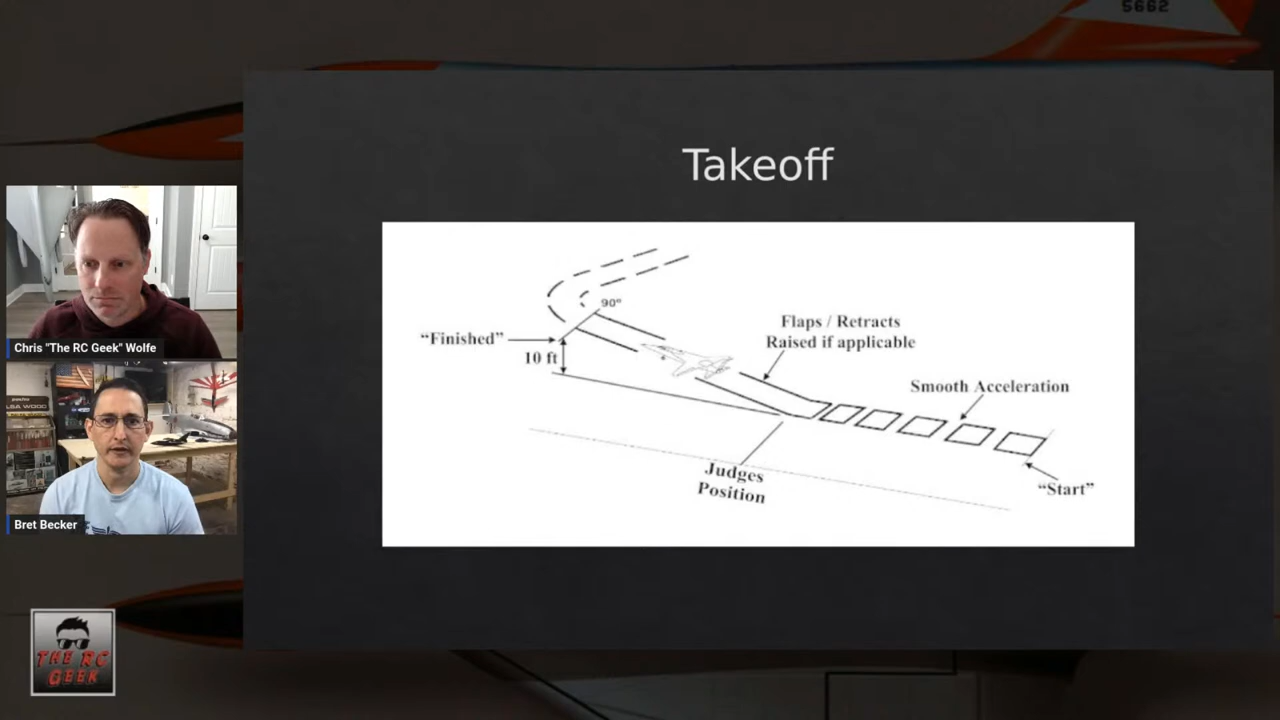 5662
Takeoff
90°
"Finished"
10 ft
Flaps / Retracts
Raised if applicable
Smooth Acceleration
Judges
Position
"Start"
Chris "The RC Geek" Wolfe
Bret Becker
THE RC
GEEK